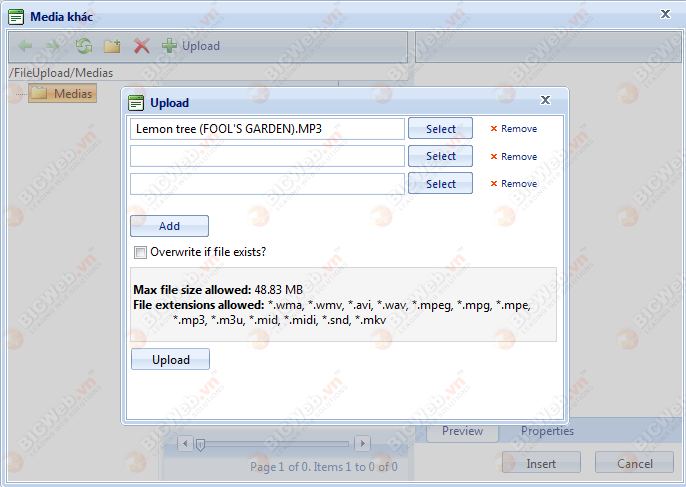 Media khác
Upload
/FileUpload/Medias
Medias
Upload
Lemon tree (FOOL'S GARDEN).MP3
Select
Remove
Select
Remove
Select
Remove
Add
Overwrite if file exists?
Max file size allowed: 48.83 MB
File extensions allowed: *.wma, *.wmv, *.avi, *.wav, *.mpeg, *.mpg, *.mpe,
*.mp3, *.m3u, *.mid, *.midi, *.snd, *.mkv
Upload
Preview
Properties
Page 1 of 0. Items 1 to 0 of 0
Insert
Cancel
BICWeb.vn™